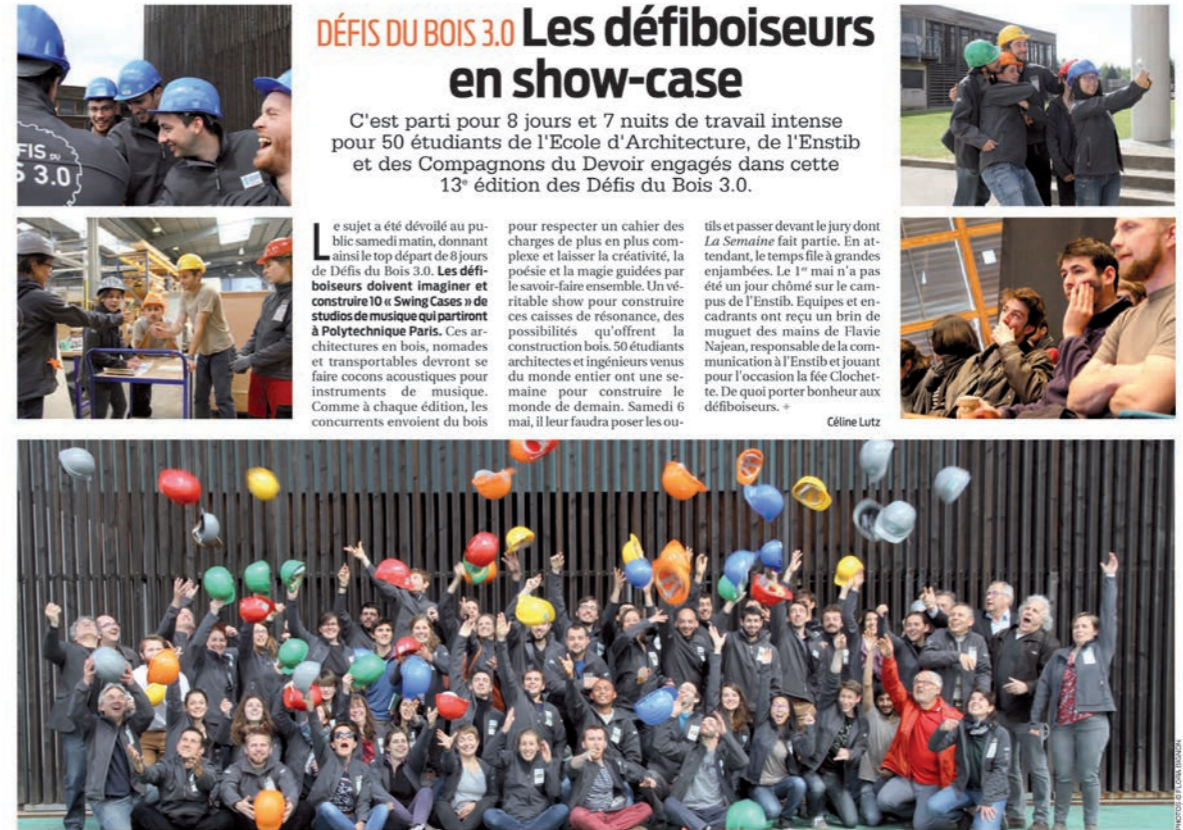 DÉFIS DU BOIS 3.0 Les défiboiseurs
en show-case
C'est parti pour 8 jours et 7 nuits de travail intense
pour 50 étudiants de l'Ecole d'Architecture, de l'Enstib
et des Compagnons du Devoir engagés dans cette
13e édition des Défis du Bois 3.0.
FIS DU
S 3.0
Le sujet a été dévoilé au pu-
blic samedi matin, donnant
ainsi le top départ de 8 jours
de Défis du Bois 3.0. Les défi-
boiseurs doivent imaginer et
construire 10 « Swing Cases » de
studios de musique qui partiront
à Polytechnique Paris. Ces ar-
chitectures en bois, nomades
et transportables devront se
faire cocons acoustiques pour
instruments de musique.
Comme à chaque édition, les
concurrents envoient du bois
pour respecter un cahier des
charges de plus en plus com-
plexe et laisser la créativité, la
poésie et la magie guidées par
le savoir-faire ensemble. Un vé-
ritable show pour construire
ces caisses de résonance, des
possibilités qu'offrent la
construction bois. 50 étudiants
architectes et ingénieurs venus
du monde entier ont une se-
maine pour construire le
monde de demain. Samedi 6
mai, il leur faudra poser les ou-
tils et passer devant le jury dont
La Semaine fait partie. En at-
tendant, le temps file à grandes
enjambées. Le 1er mai n'a pas
été un jour chômé sur le cam-
pus de l'Enstib. Equipes et en-
cadrants ont reçu un brin de
muguet des mains de Flavie
Najean, responsable de la com-
munication à l'Enstib et jouant
pour l'occasion la fée Clochet-
te. De quoi porter bonheur aux
défiboiseurs. +
Céline Lutz
PHOTOS © FLORA BIGNON